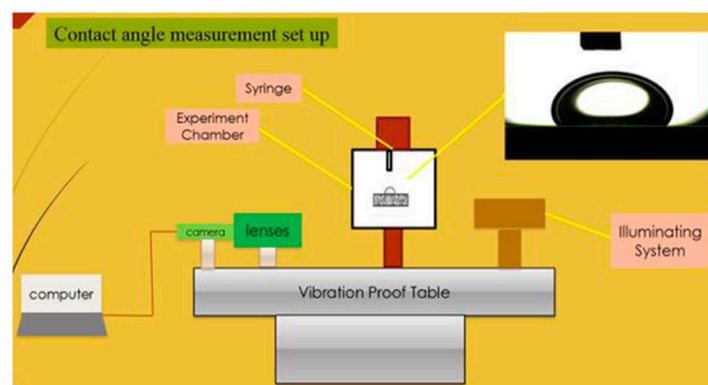 Contact angle measurement set up
Syringe
Experiment
Chamber
camera
lenses
Illuminating
System
computer
Vibration Proof Table